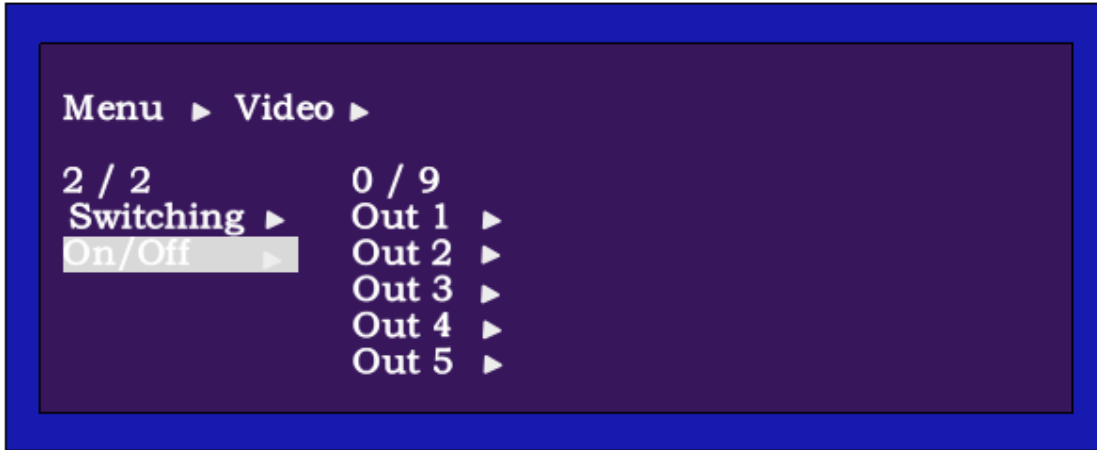 Menu ▶ Video ▶
2 / 2 0 / 9
Switching ▶ Out 1 ▶
On/Off ▶ Out 2 ▶
Out 3 ▶
Out 4 ▶
Out 5 ▶